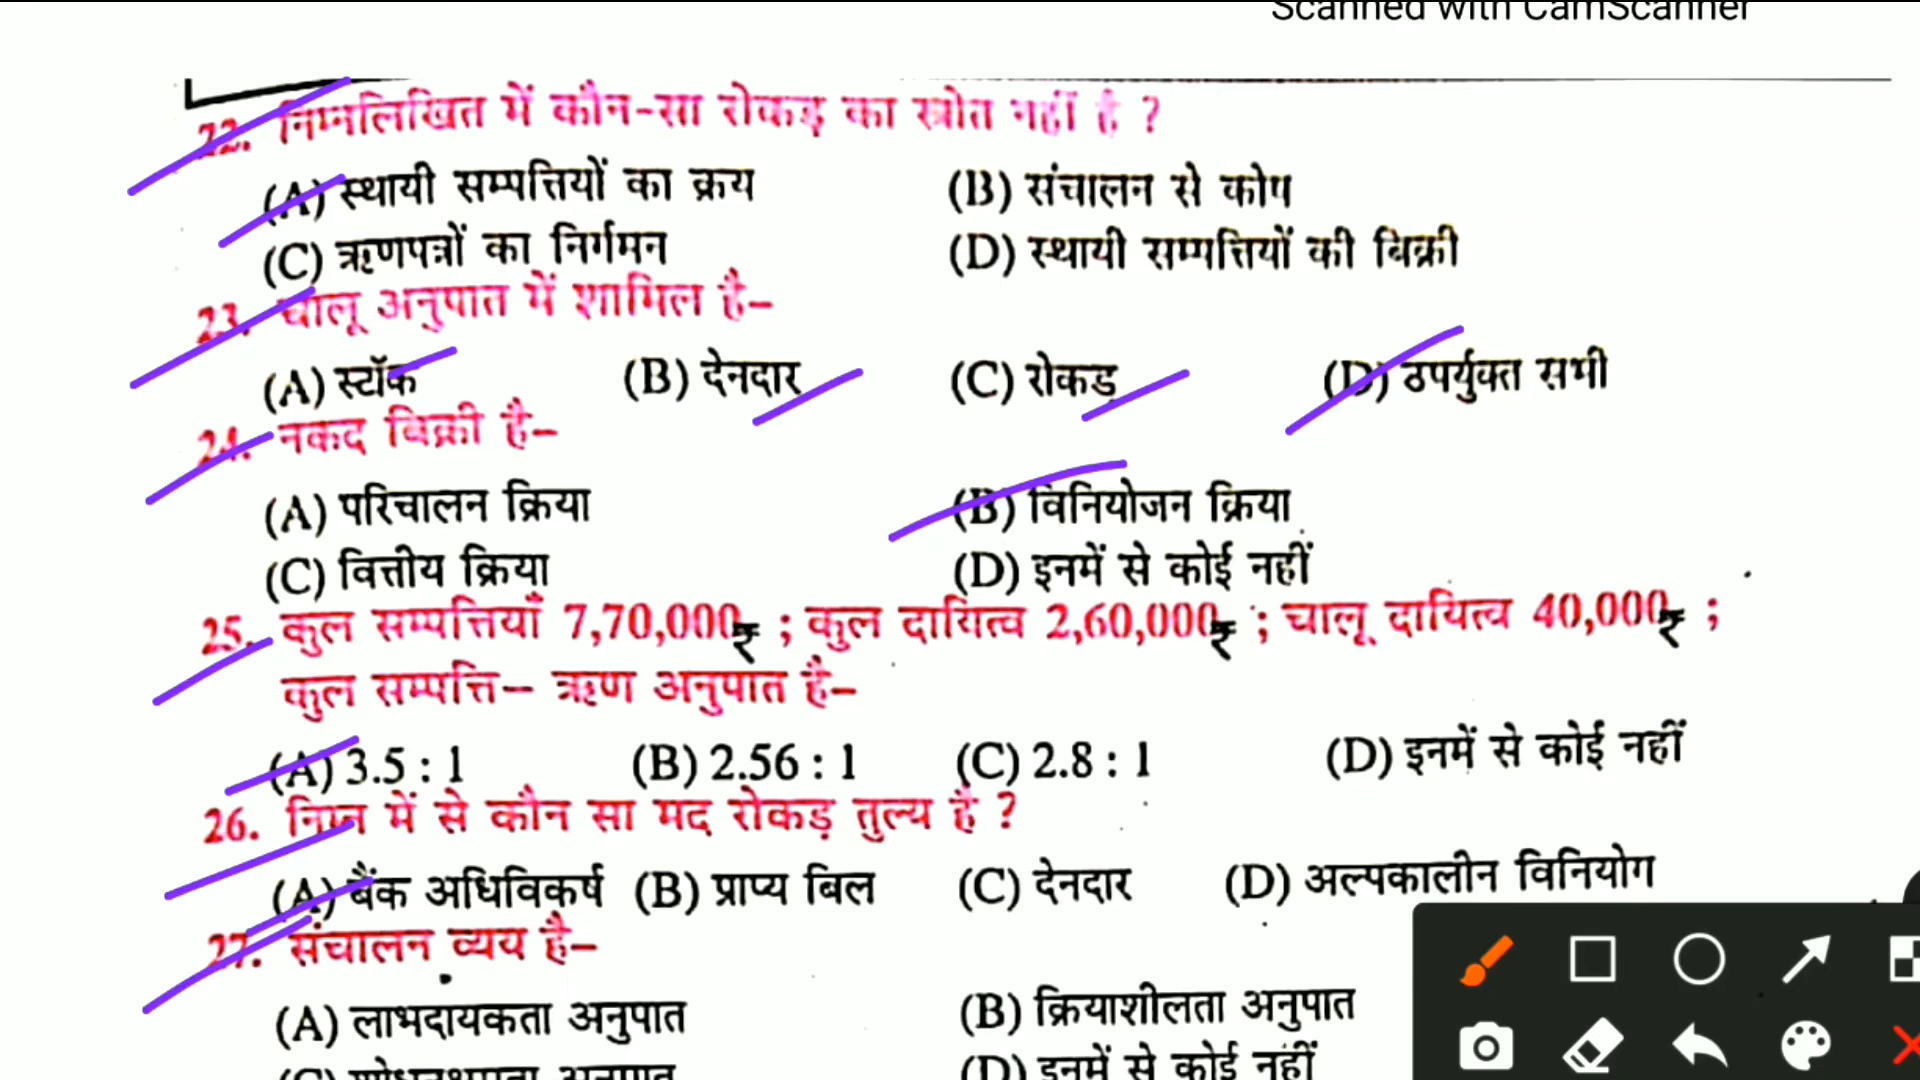 Scanned with CamScanner
22. निम्नलिखित में कौन-सा रोकड़ का स्रोत नहीं है ?
(A) स्थायी सम्पत्तियों का क्रय (B) संचालन से कोष
(C) ऋणपत्रों का निर्गमन (D) स्थायी सम्पत्तियों की बिक्री
23. चालू अनुपात में शामिल है–
(A) स्टॉक (B) देनदार (C) रोकड़ (D) उपर्युक्त सभी
24. नकद बिक्री है–
(A) परिचालन क्रिया (B) विनियोजन क्रिया
(C) वित्तीय क्रिया (D) इनमें से कोई नहीं
25. कुल सम्पत्तियाँ 7,70,000₹ ; कुल दायित्व 2,60,000₹ ; चालू दायित्व 40,000₹ ;
कुल सम्पत्ति– ऋण अनुपात है–
(A) 3.5 : 1 (B) 2.56 : 1 (C) 2.8 : 1 (D) इनमें से कोई नहीं
26. निम्न में से कौन सा मद रोकड़ तुल्य है ?
(A) बैंक अधिविकर्ष (B) प्राप्य बिल (C) देनदार (D) अल्पकालीन विनियोग
27. संचालन व्यय है–
(A) लाभदायकता अनुपात (B) क्रियाशीलता अनुपात
(C) अनुपात (D) इनमें से कोई नहीं